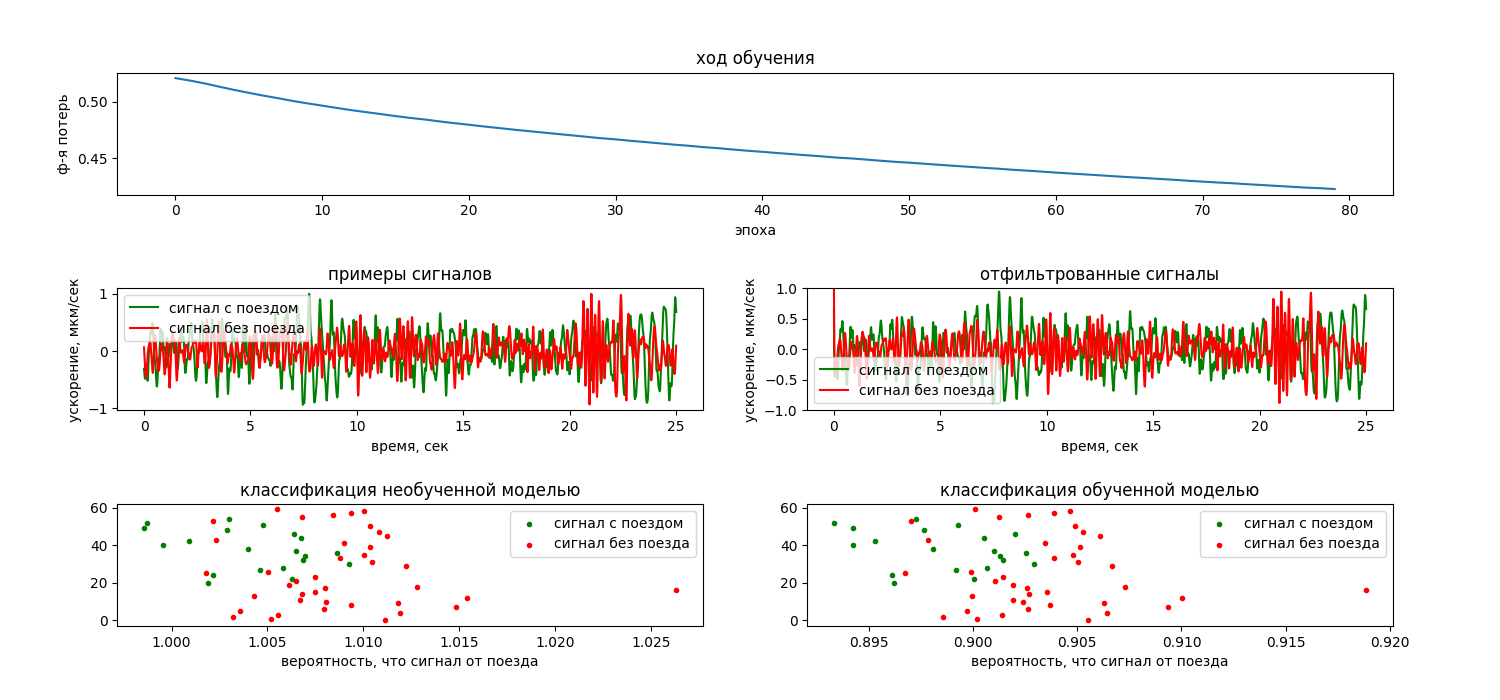 ход обучения
0.50
0.45
ф-я потерь
0 10 20 30 40 50 60 70 80
эпоха
примеры сигналов
1
0
−1
ускорение, мкм/сек
сигнал с поездом
сигнал без поезда
0 5 10 15 20 25
время, сек
отфильтрованные сигналы
1.0
0.5
0.0
−0.5
−1.0
ускорение, мкм/сек
сигнал с поездом
сигнал без поезда
0 5 10 15 20 25
время, сек
классификация необученной моделью
60
40
20
0
сигнал с поездом
сигнал без поезда
1.000 1.005 1.010 1.015 1.020 1.025
вероятность, что сигнал от поезда
классификация обученной моделью
60
40
20
0
сигнал с поездом
сигнал без поезда
0.895 0.900 0.905 0.910 0.915 0.920
вероятность, что сигнал от поезда